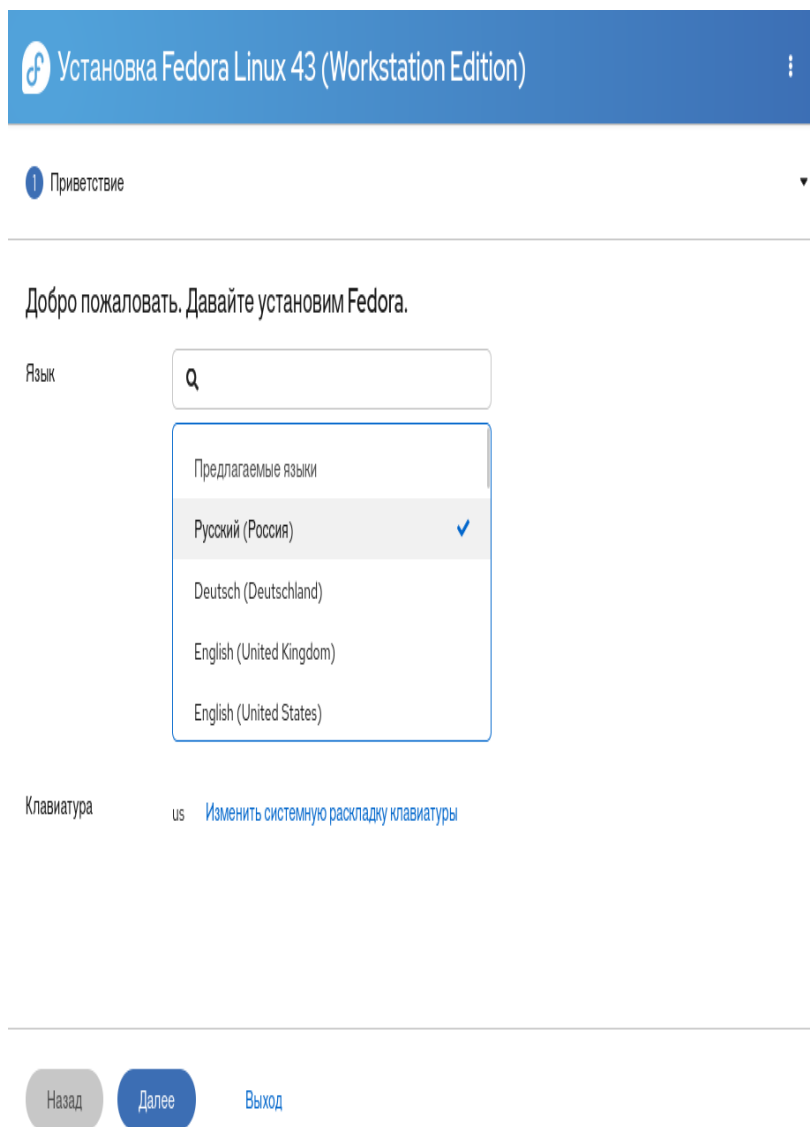 Установка Fedora Linux 43 (Workstation Edition)
1 Приветствие
Добро пожаловать. Давайте установим Fedora.
Язык
Предлагаемые языки
Русский (Россия)
Deutsch (Deutschland)
English (United Kingdom)
English (United States)
Клавиатура us Изменить системную раскладку клавиатуры
Назад Далее Выход